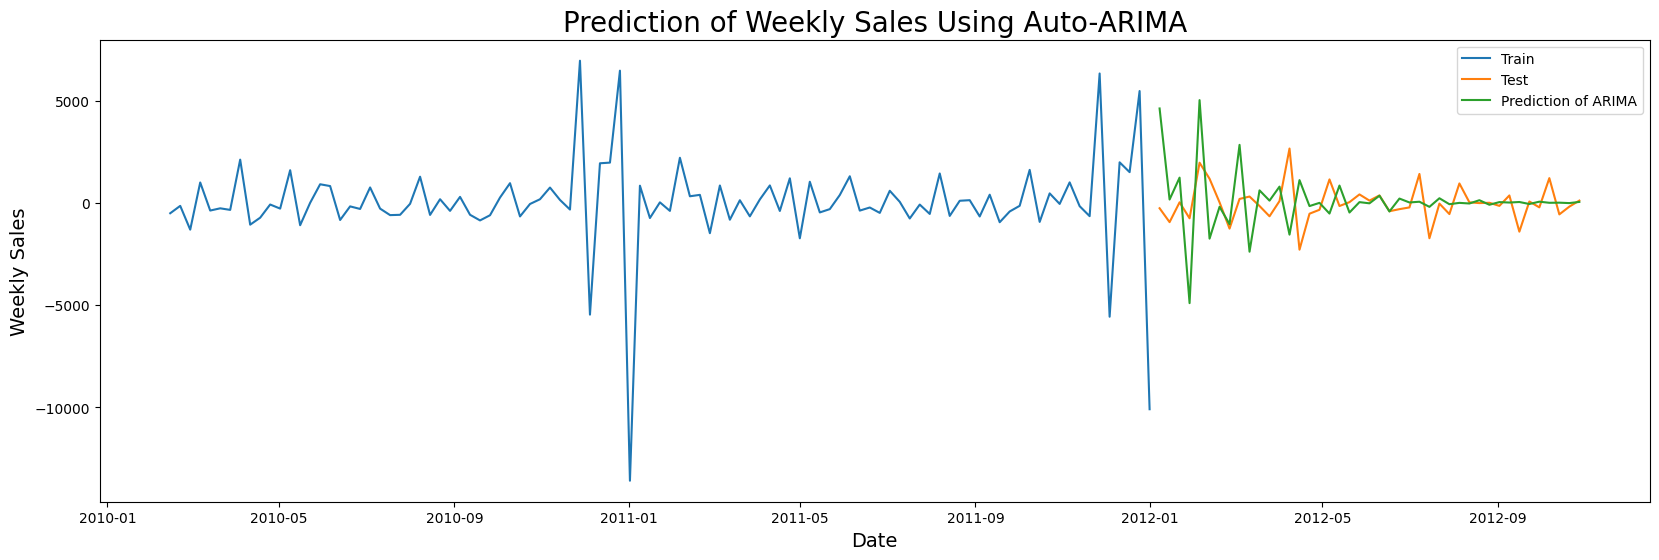 Prediction of Weekly Sales Using Auto-ARIMA
Train
Test
Prediction of ARIMA
Weekly Sales
5000
0
−5000
−10000
2010-01
2010-05
2010-09
2011-01
2011-05
2011-09
2012-01
2012-05
2012-09
Date